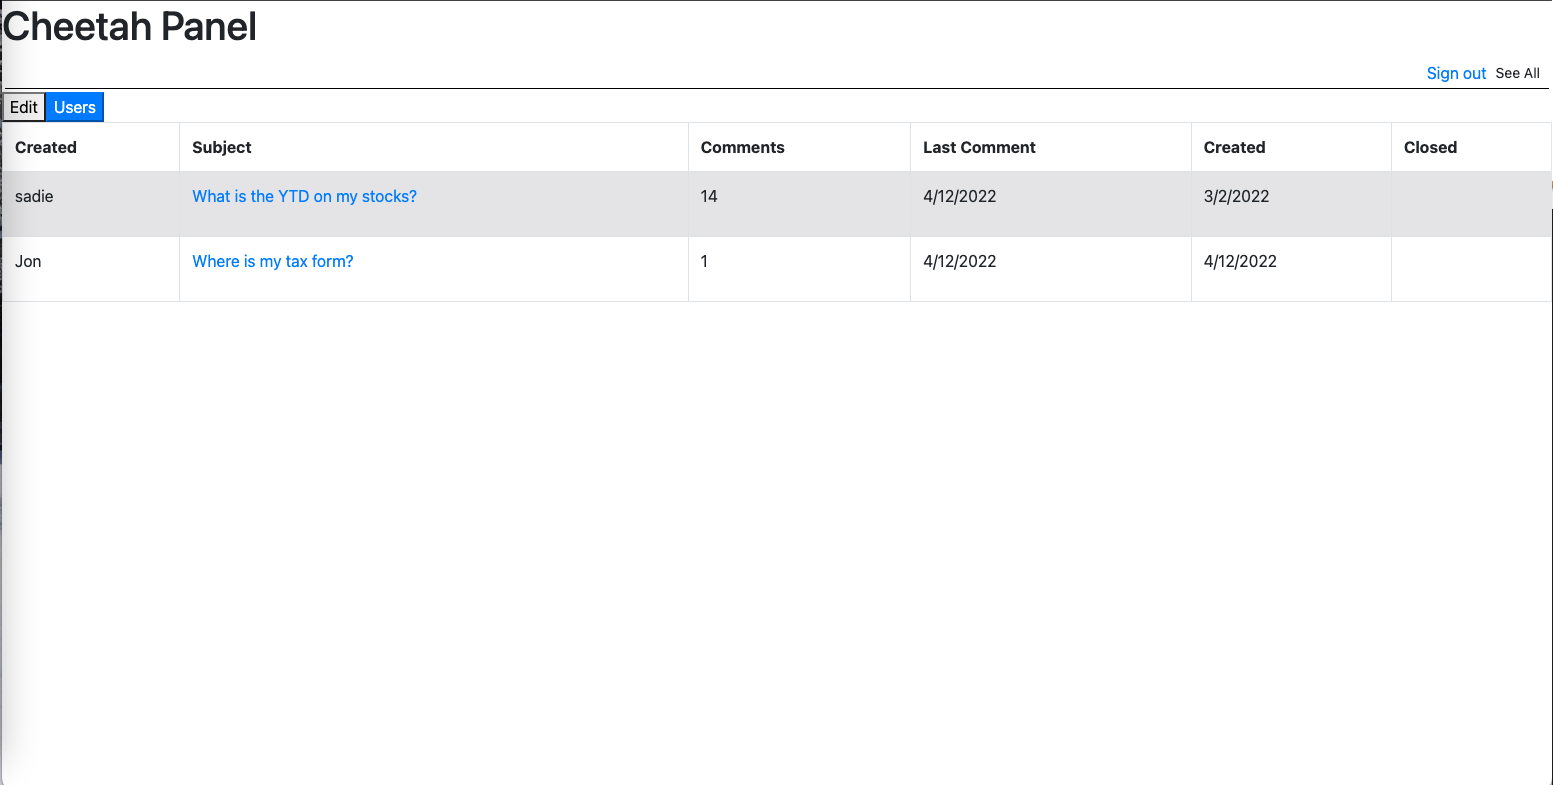 Cheetah Panel
Sign out See All
Edit Users
Created Subject Comments Last Comment Created Closed
sadie What is the YTD on my stocks? 14 4/12/2022 3/2/2022
Jon Where is my tax form? 1 4/12/2022 4/12/2022